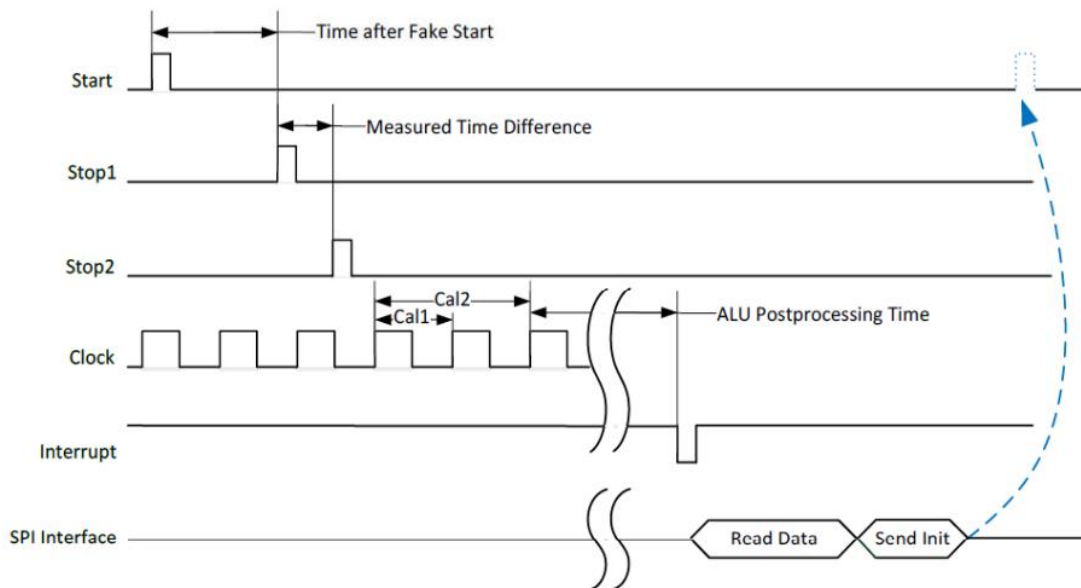 Time after Fake Start
Start
Measured Time Difference
Stop1
Stop2
Cal2
Cal1
ALU Postprocessing Time
Clock
Interrupt
SPI Interface
Read Data
Send Init